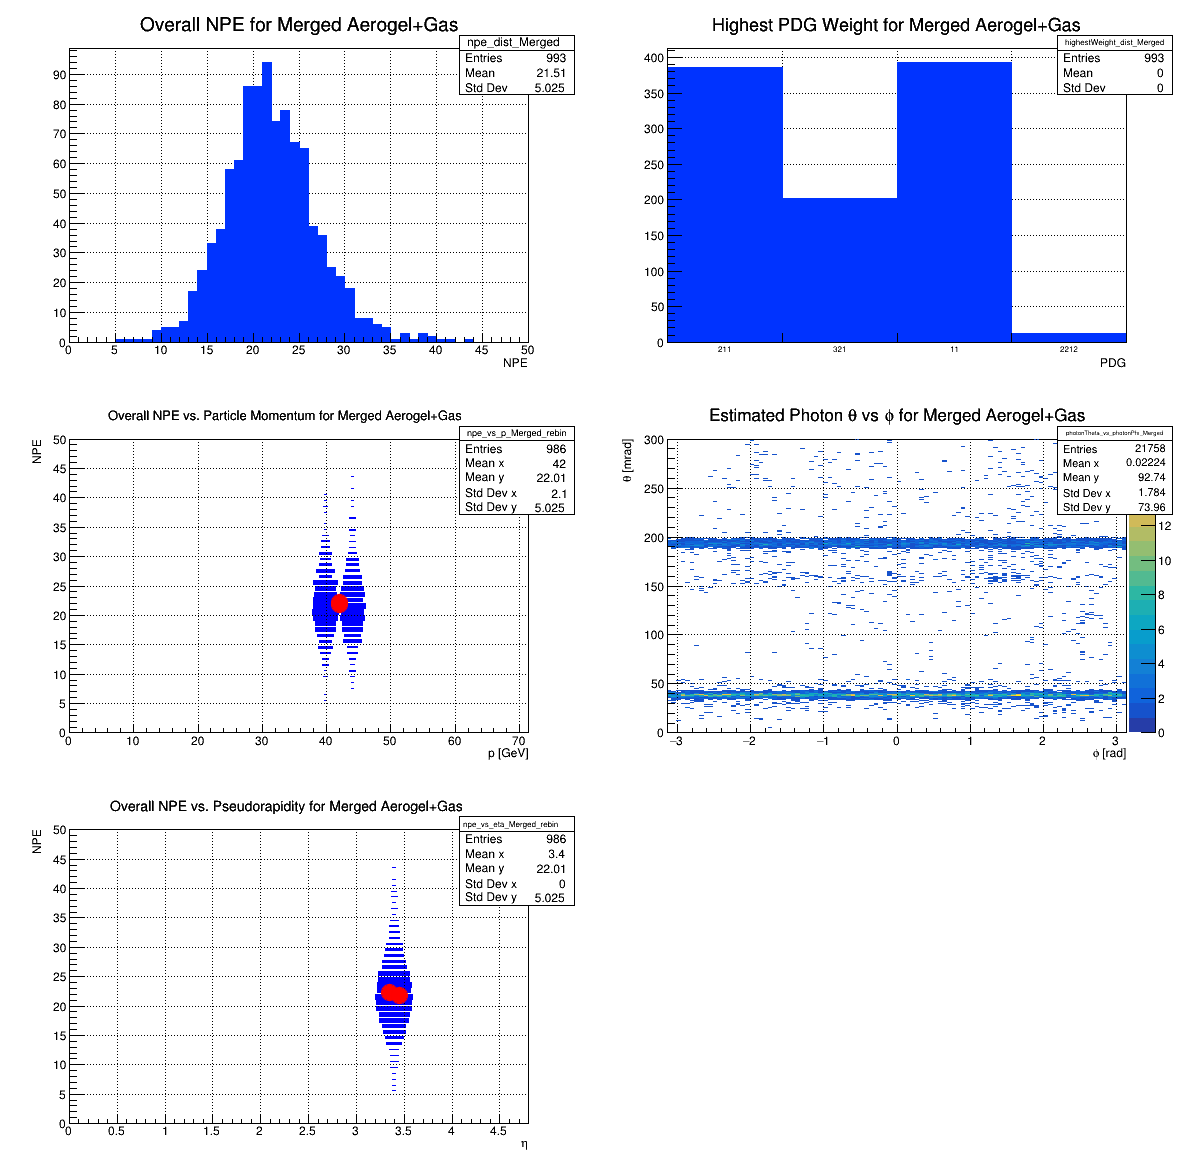 Overall NPE for Merged Aerogel+Gas
npe_dist_Merged
Entries 993
Mean 21.51
Std Dev 5.025
90
80
70
60
50
40
30
20
10
0
0 5 10 15 20 25 30 35 40 45 50
NPE
Highest PDG Weight for Merged Aerogel+Gas
highestWeight_dist_Merged
Entries 993
Mean 0
Std Dev 0
400
350
300
250
200
150
100
50
0
211 321 11 2212
PDG
Overall NPE vs. Particle Momentum for Merged Aerogel+Gas
npe_vs_p_Merged_rebin
Entries 986
Mean x 42
Mean y 22.01
Std Dev x 2.1
Std Dev y 5.025
NPE
50
45
40
35
30
25
20
15
10
5
0
0 10 20 30 40 50 60 70
p [GeV]
Estimated Photon θ vs ϕ for Merged Aerogel+Gas
photonTheta_vs_photonPhi_Merged
Entries 21758
Mean x 0.02224
Mean y 92.74
Std Dev x 1.784
Std Dev y 73.96
θ [mrad]
300
250
200
150
100
50
0
−3 −2 −1 0 1 2 3
ϕ [rad]
12
10
8
6
4
2
0
Overall NPE vs. Pseudorapidity for Merged Aerogel+Gas
npe_vs_eta_Merged_rebin
Entries 986
Mean x 3.4
Mean y 22.01
Std Dev x 0
Std Dev y 5.025
NPE
50
45
40
35
30
25
20
15
10
5
0
0 0.5 1 1.5 2 2.5 3 3.5 4 4.5
η